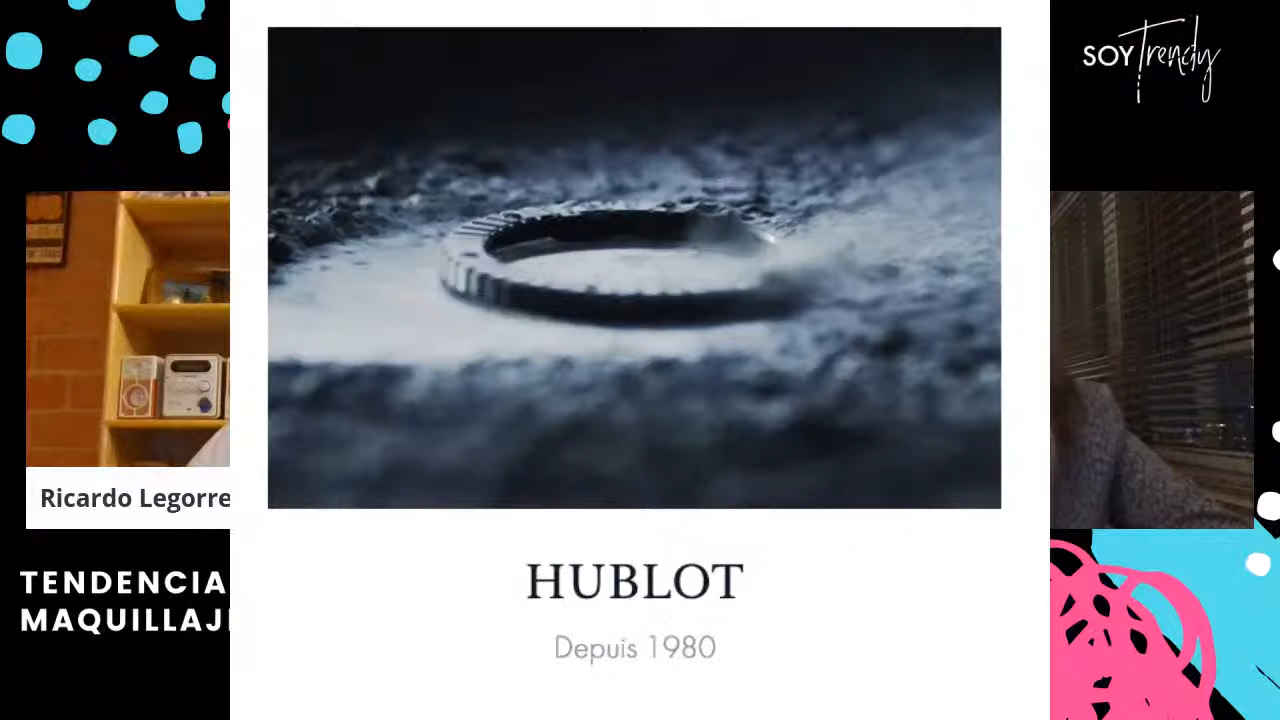 SOY Trendy
Ricardo Legorre
TENDENCIA
MAQUILLAJ
HUBLOT
Depuis 1980